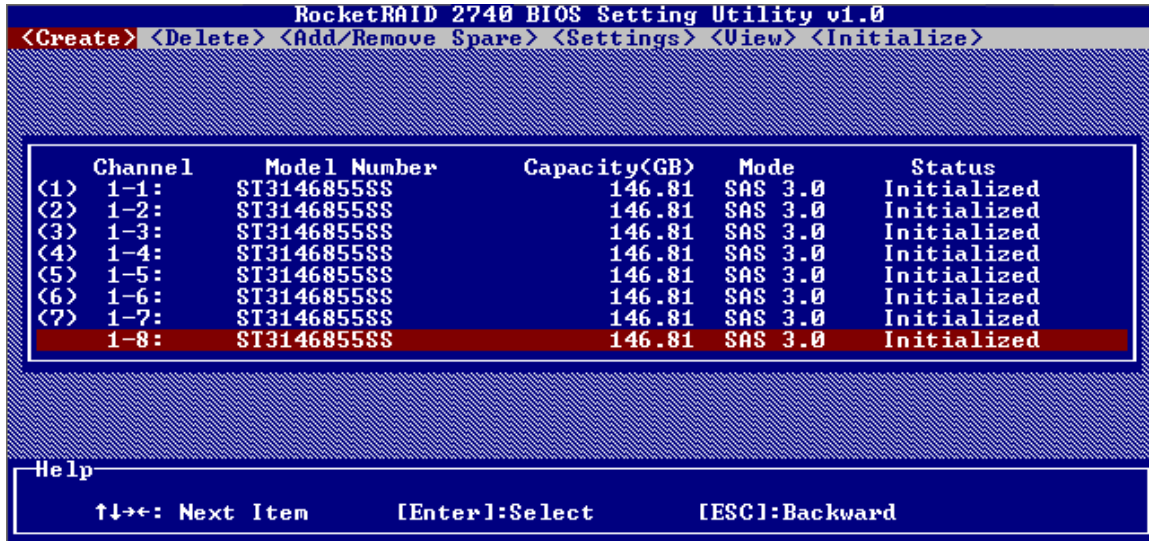 RocketRAID 2740 BIOS Setting Utility v1.0
<Create> <Delete> <Add/Remove Spare> <Settings> <View> <Initialize>
Channel Model Number Capacity(GB) Mode Status
(1) 1-1: ST3146855SS 146.81 SAS 3.0 Initialized
(2) 1-2: ST3146855SS 146.81 SAS 3.0 Initialized
(3) 1-3: ST3146855SS 146.81 SAS 3.0 Initialized
(4) 1-4: ST3146855SS 146.81 SAS 3.0 Initialized
(5) 1-5: ST3146855SS 146.81 SAS 3.0 Initialized
(6) 1-6: ST3146855SS 146.81 SAS 3.0 Initialized
(7) 1-7: ST3146855SS 146.81 SAS 3.0 Initialized
1-8: ST3146855SS 146.81 SAS 3.0 Initialized
Help
↑↓→←: Next Item [Enter]:Select [ESC]:Backward